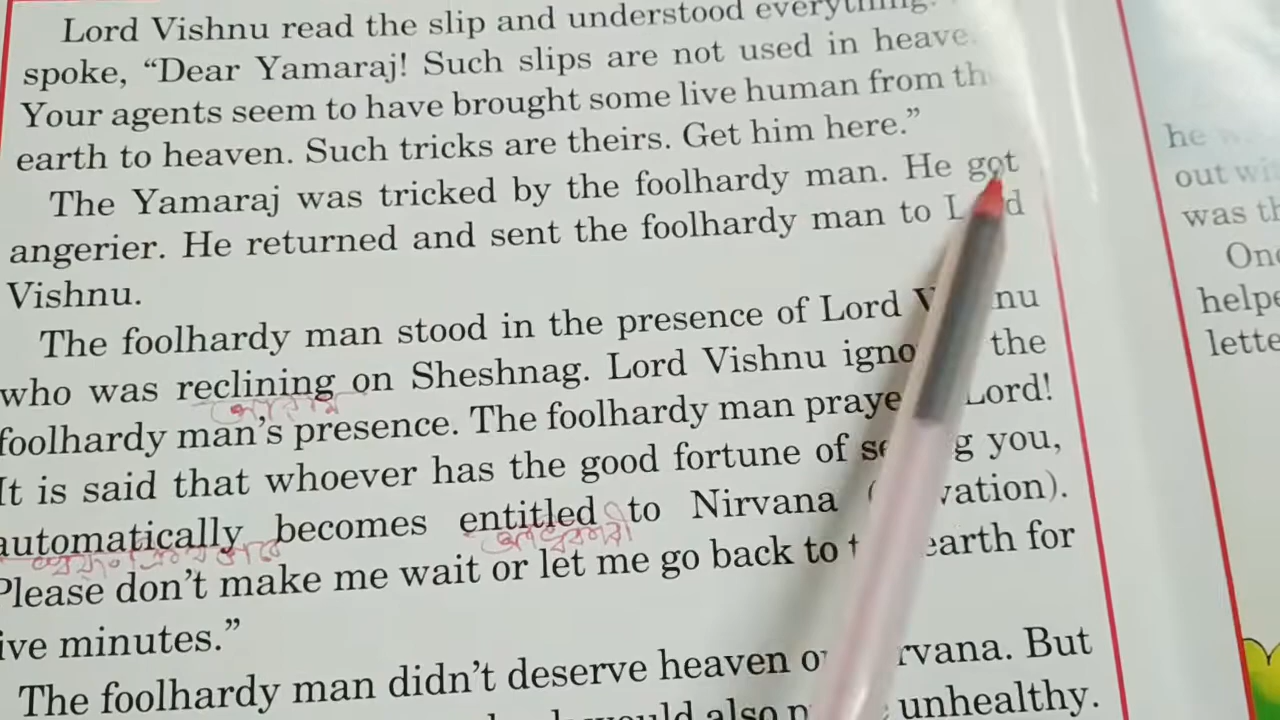 Lord Vishnu read the slip and understood everything.
spoke, “Dear Yamaraj! Such slips are not used in heave
Your agents seem to have brought some live human from th
earth to heaven. Such tricks are theirs. Get him here.”
The Yamaraj was tricked by the foolhardy man. He got
angerier. He returned and sent the foolhardy man to L d
Vishnu.
The foolhardy man stood in the presence of Lord V nu
who was reclining on Sheshnag. Lord Vishnu igno the
foolhardy man’s presence. The foolhardy man praye Lord!
It is said that whoever has the good fortune of se g you,
automatically becomes entitled to Nirvana ( vation).
Please don’t make me wait or let me go back to t earth for
ive minutes.”
The foolhardy man didn’t deserve heaven o rvana. But
would also unhealthy.
he
out wi
was th
One
helpe
lette